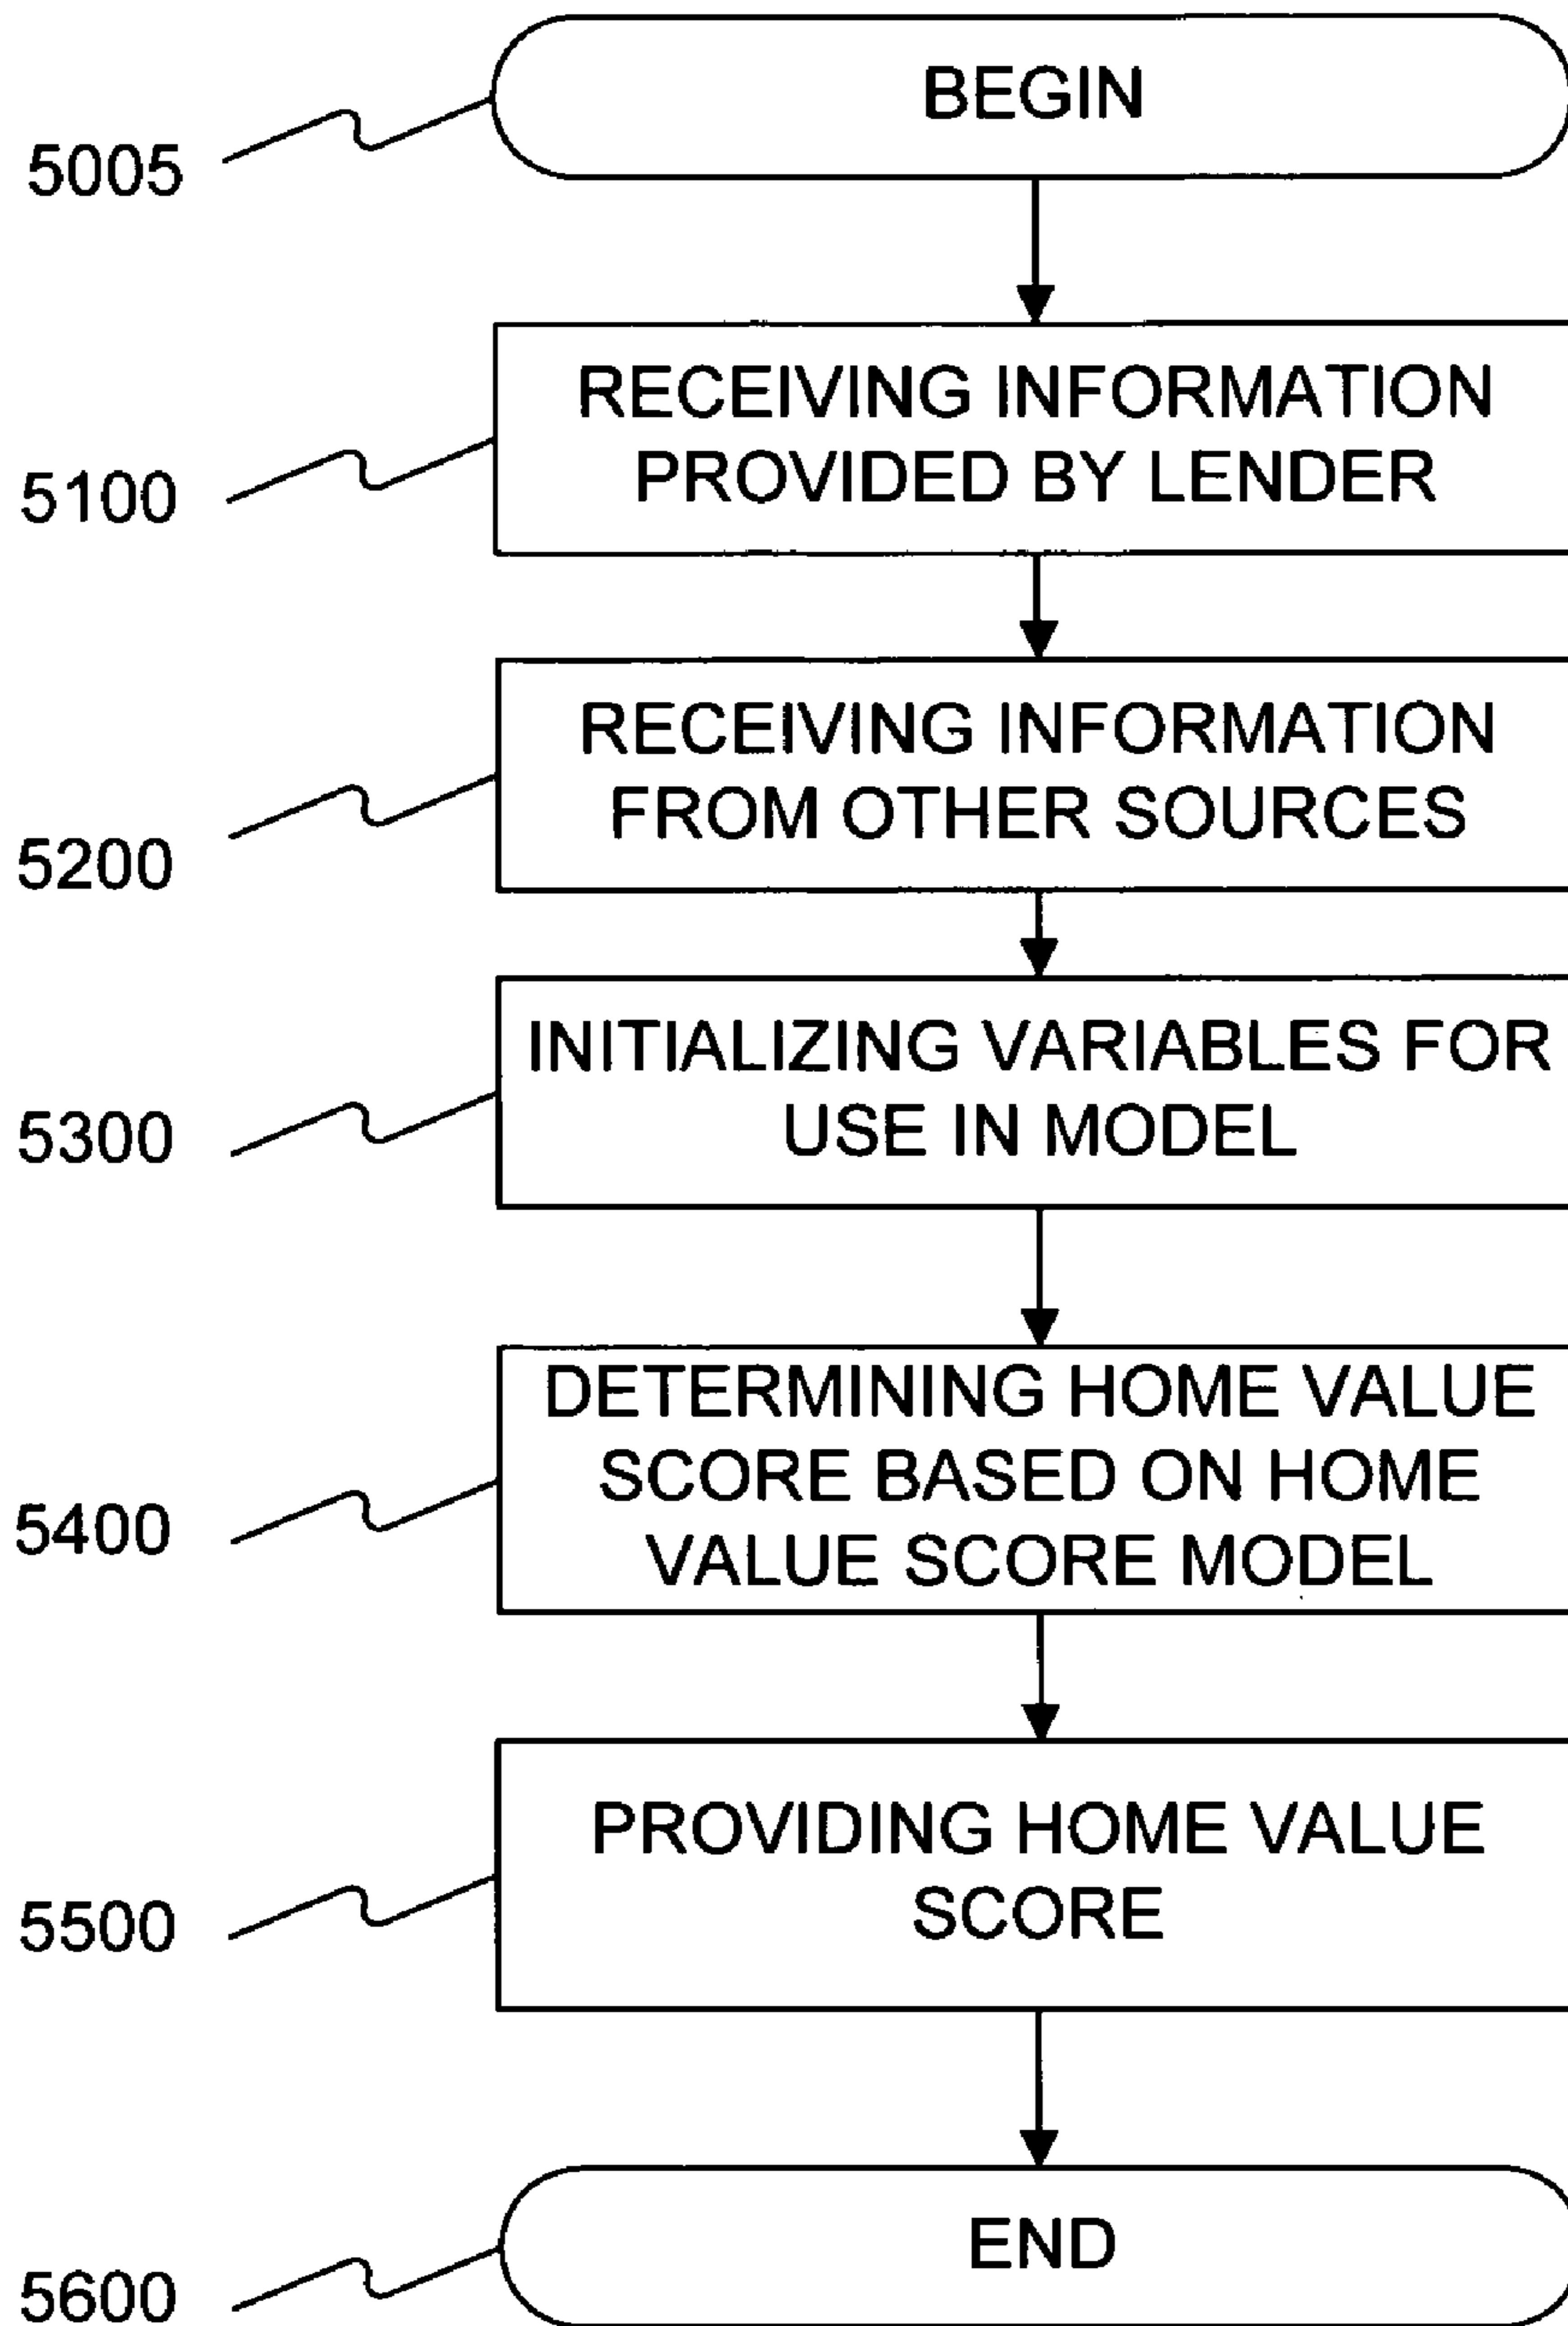 BEGIN
5005
RECEIVING INFORMATION
PROVIDED BY LENDER
5100
RECEIVING INFORMATION
FROM OTHER SOURCES
5200
INITIALIZING VARIABLES FOR
USE IN MODEL
5300
DETERMINING HOME VALUE
SCORE BASED ON HOME
VALUE SCORE MODEL
5400
PROVIDING HOME VALUE
SCORE
5500
END
5600